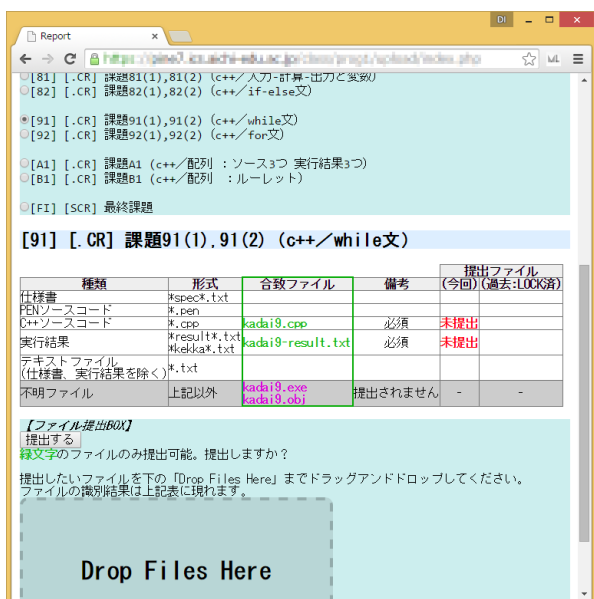 DI
Report
[81] [.CR] 課題81(1),81(2) (c++／入力-計算-出力と変数)
[82] [.CR] 課題82(1),82(2) (c++／if-else文)
[91] [.CR] 課題91(1),91(2) (c++／while文)
[92] [.CR] 課題92(1),92(2) (c++／for文)
[A1] [.CR] 課題A1 (c++／配列 ：ソース3つ 実行結果3つ)
[B1] [.CR] 課題B1 (c++／配列 ：ルーレット)
[FI] [SCR] 最終課題
[91] [.CR] 課題91(1),91(2) (c++／while文)
提出ファイル
種類 形式 合致ファイル 備考 (今回) (過去:LOCK済)
仕様書 *spec*.txt
PENソースコード *.pen
C++ソースコード *.cpp kadai9.cpp 必須 未提出
実行結果 *result*.txt *kekka*.txt kadai9-result.txt 必須 未提出
テキストファイル
(仕様書、実行結果を除く) *.txt
不明ファイル 上記以外 kadai9.exe kadai9.obj 提出されません - -
【ファイル提出BOX】
提出する
緑文字のファイルのみ提出可能。提出しますか？
提出したいファイルを下の「Drop Files Here」までドラッグアンドドロップしてください。
ファイルの識別結果は上記表に現れます。
Drop Files Here